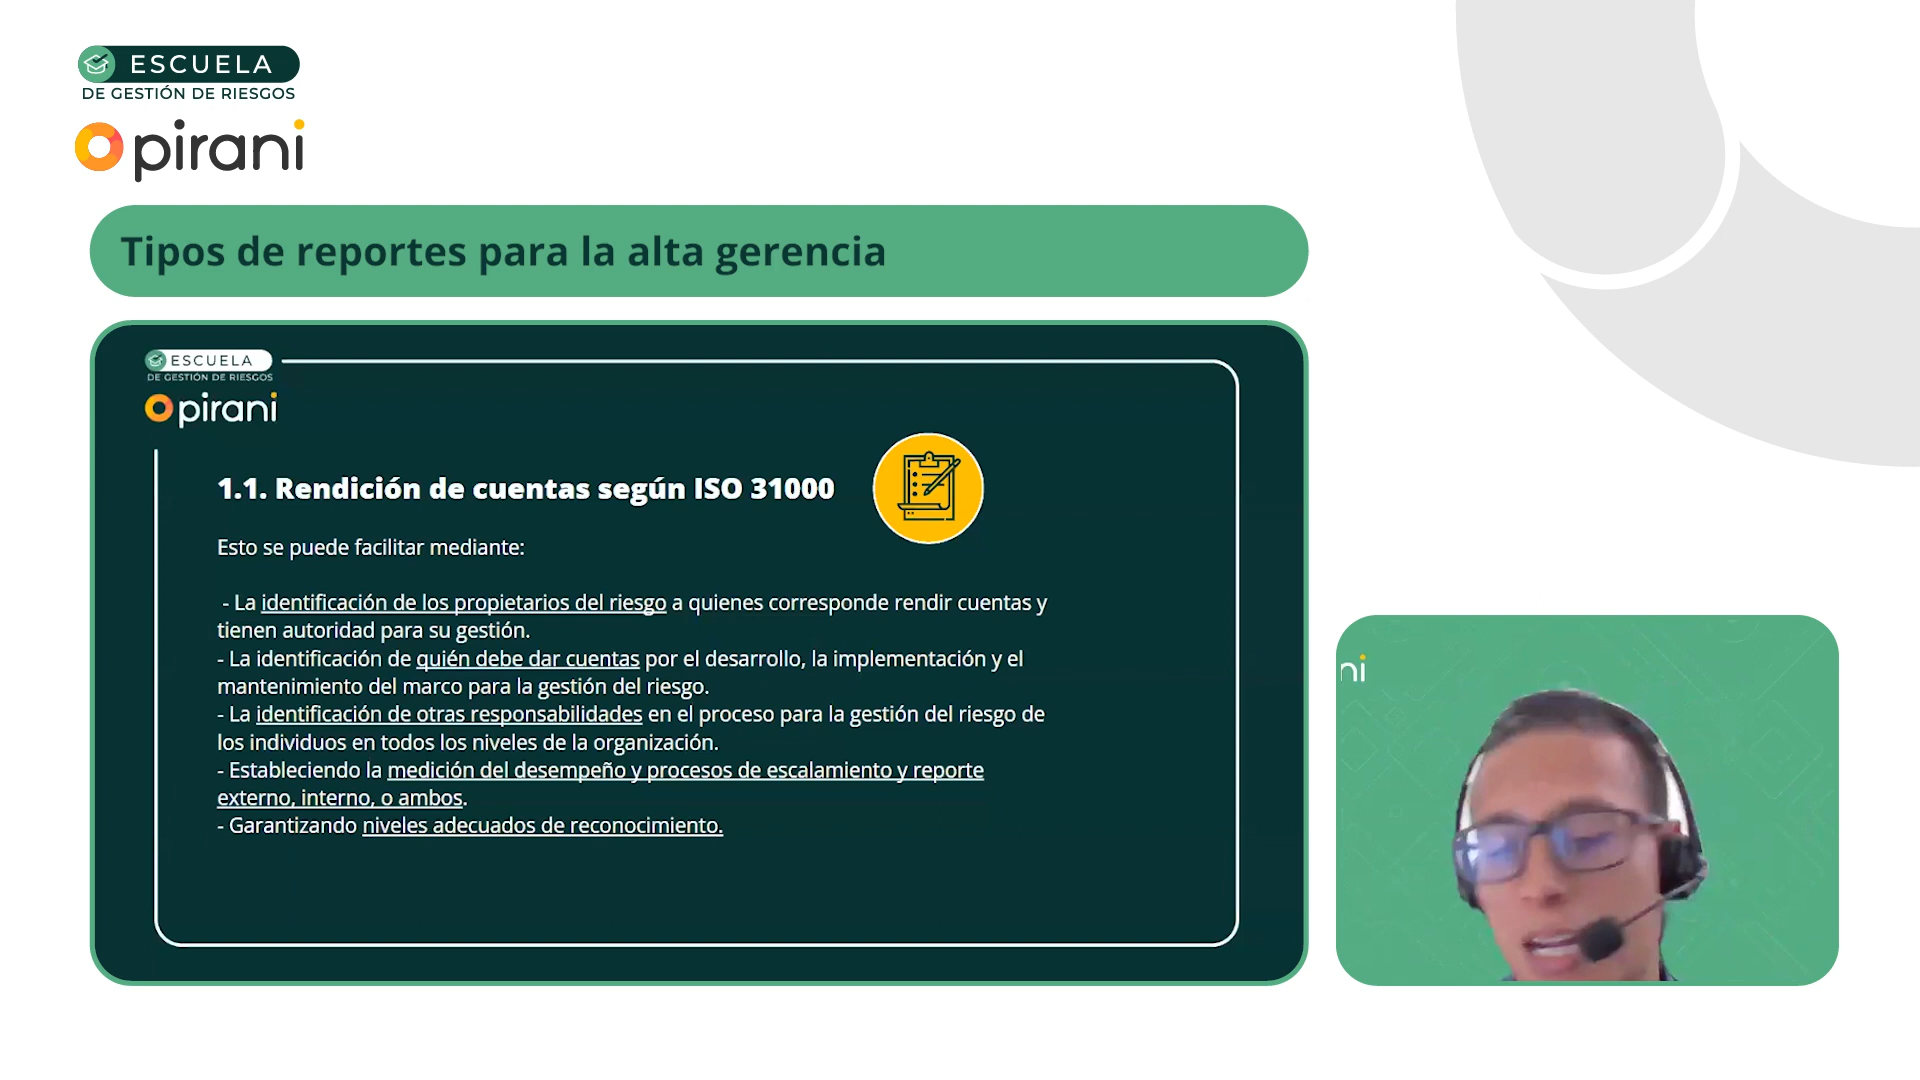 ESCUELA
DE GESTIÓN DE RIESGOS
pirani
Tipos de reportes para la alta gerencia
ESCUELA
DE GESTIÓN DE RIESGOS
pirani
1.1. Rendición de cuentas según ISO 31000
Esto se puede facilitar mediante:
- La identificación de los propietarios del riesgo a quienes corresponde rendir cuentas y
tienen autoridad para su gestión.
- La identificación de quién debe dar cuentas por el desarrollo, la implementación y el
mantenimiento del marco para la gestión del riesgo.
- La identificación de otras responsabilidades en el proceso para la gestión del riesgo de
los individuos en todos los niveles de la organización.
- Estableciendo la medición del desempeño y procesos de escalamiento y reporte
externo, interno, o ambos.
- Garantizando niveles adecuados de reconocimiento.
ni